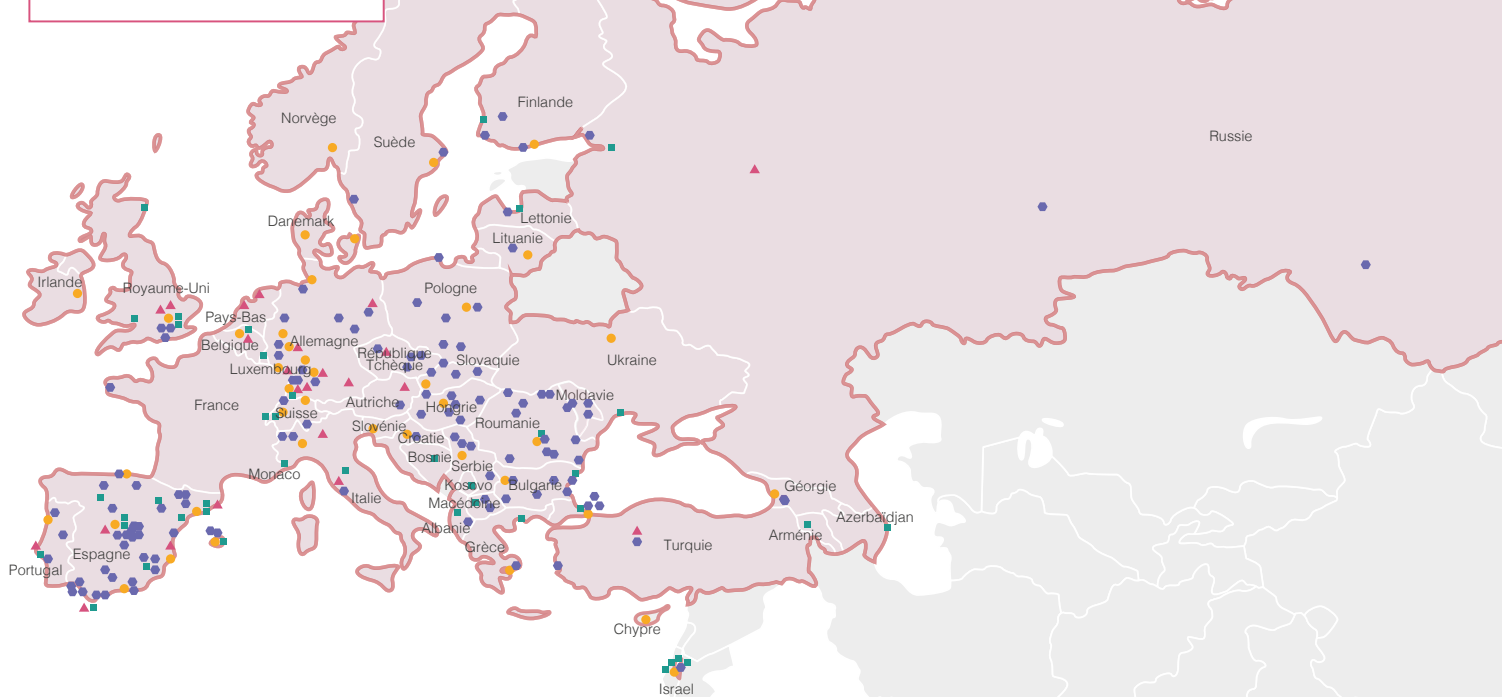 Finlande
Norvège
Russie
Suède
Lettonie
Danemark
Lituanie
Irlande
Royaume-Uni
Pologne
Pays-Bas
Belgique
Allemagne
République
Tchèque
Slovaquie
Ukraine
Luxembourg
France
Autriche
Moldavie
Suisse
Hongrie
Roumanie
Slovénie
Croatie
Bosnie
Serbie
Monaco
Italie
Kosovo
Bulgarie
Géorgie
Macédoine
Azerbaïdjan
Albanie
Arménie
Grèce
Turquie
Espagne
Portugal
Chypre
Israel